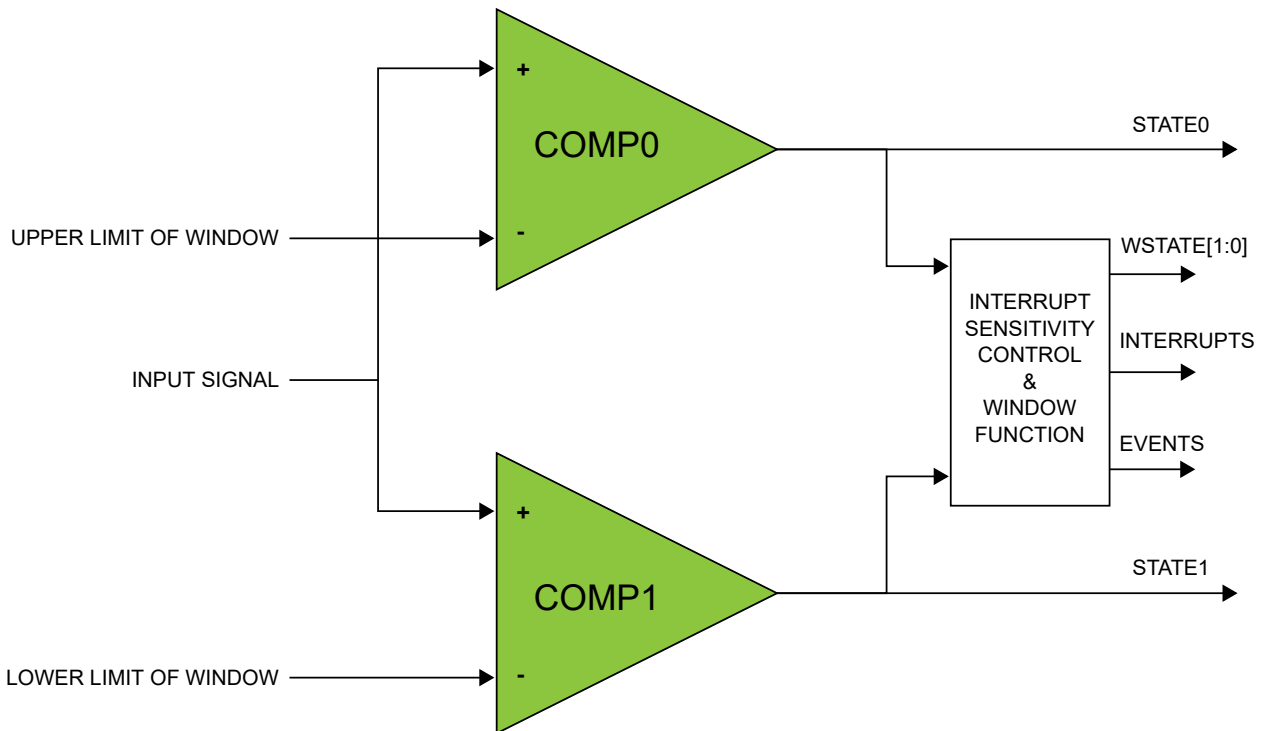 +
COMP0
-
STATE0
UPPER LIMIT OF WINDOW
WSTATE[1:0]
INTERRUPT
SENSITIVITY
CONTROL
&
WINDOW
FUNCTION
INTERRUPTS
EVENTS
INPUT SIGNAL
+
COMP1
-
STATE1
LOWER LIMIT OF WINDOW